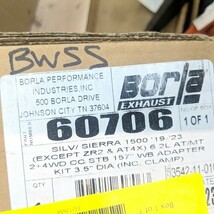 BWSS
BORLA PERFORMANCE
INDUSTRIES INC
500 BORLA DRIVE
JOHNSON CITY TN 37604
BORLA
EXHAUST
60706
1 OF 1
SILV/ SIERRA 1500 '19/'23
(EXCEPT ZR2 & AT4X) 6.2L AT/MT
2+4WD CC STB 157" WB ADAPTER
KIT 3.5" DIA (INC. CLAMP)